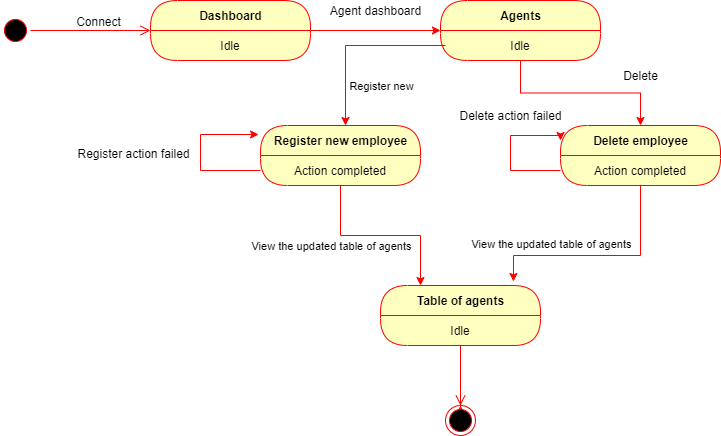 Connect
Dashboard
Idle
Agent dashboard
Agents
Idle
Register new
Delete
Register action failed
Register new employee
Action completed
Delete action failed
Delete employee
Action completed
View the updated table of agents
View the updated table of agents
Table of agents
Idle